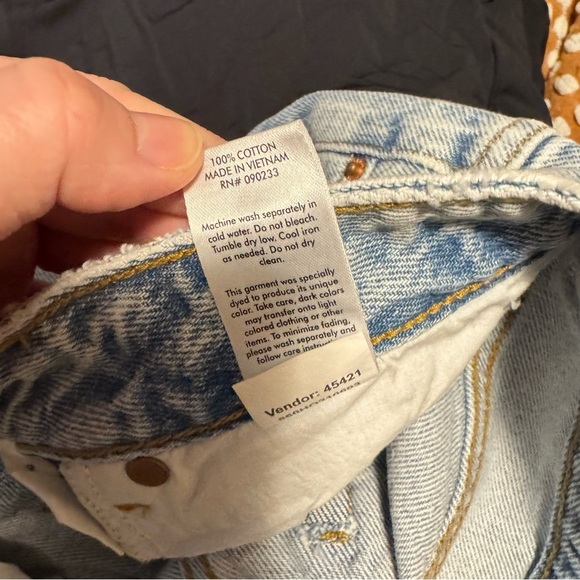 100% COTTON
MADE IN VIETNAM
RN# 090233
Machine wash separately in
cold water. Do not bleach.
Tumble dry low. Cool iron
as needed. Do not dry
clean.
This garment was specially
dyed to produce its unique
color. Take care, dark colors
may transfer onto light
colored clothing or other
items. To minimize fading,
please wash separately and
follow care
Vendor: 45421